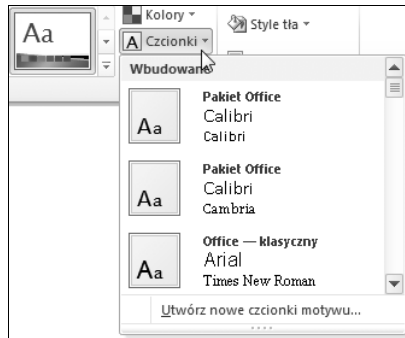 Aa
Kolory
Style tła
A Czcionki
Wbudowane
Aa
Pakiet Office
Calibri
Calibri
Aa
Pakiet Office
Calibri
Cambria
Aa
Office — klasyczny
Arial
Times New Roman
Utwórz nowe czcionki motywu...